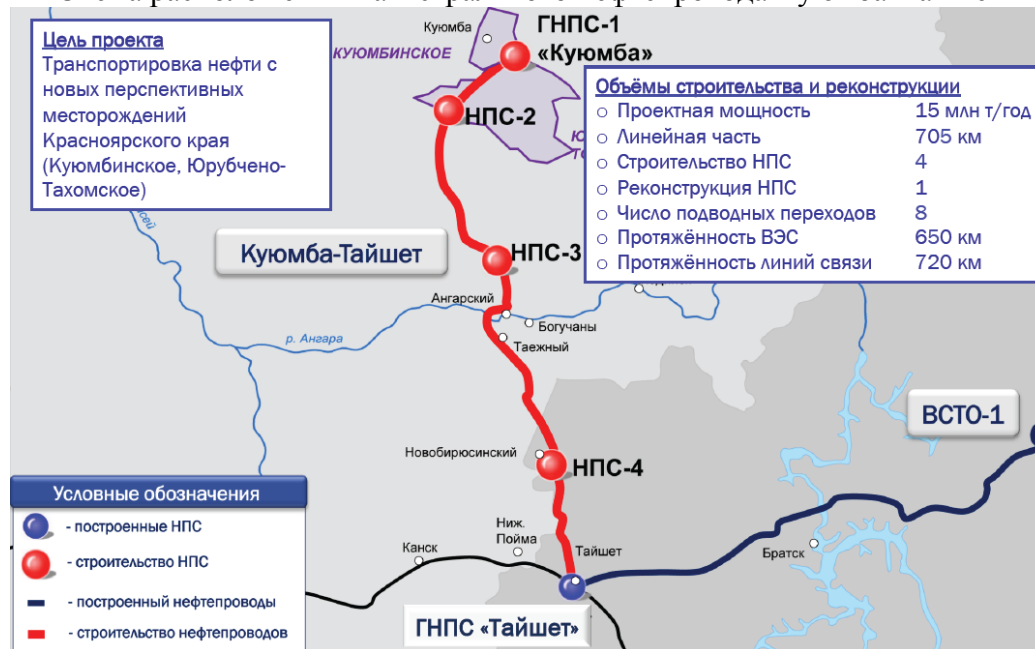 Куюмба
ГНПС-1
«Куюмба»
КУЮМБИНСКОЕ
Цель проекта
Транспортировка нефти с
новых перспективных
месторождений
Красноярского края
(Куюмбинское, Юрубчено-
Тахомское)
Объёмы строительства и реконструкции
○ Проектная мощность 15 млн т/год
○ Линейная часть 705 км
○ Строительство НПС 4
○ Реконструкция НПС 1
○ Число подводных переходов 8
○ Протяжённость ВЭС 650 км
○ Протяжённость линий связи 720 км
НПС-2
Куюмба-Тайшет
НПС-3
Ангарский
Богучаны
р. Ангара
Таежный
ВСТО-1
Новобирюсинский
НПС-4
Условные обозначения
- построенные НПС
- строительство НПС
- построенный нефтепроводы
- строительство нефтепроводов
Ниж.
Пойма
Канск
Тайшет
Братск
ГНПС «Тайшет»